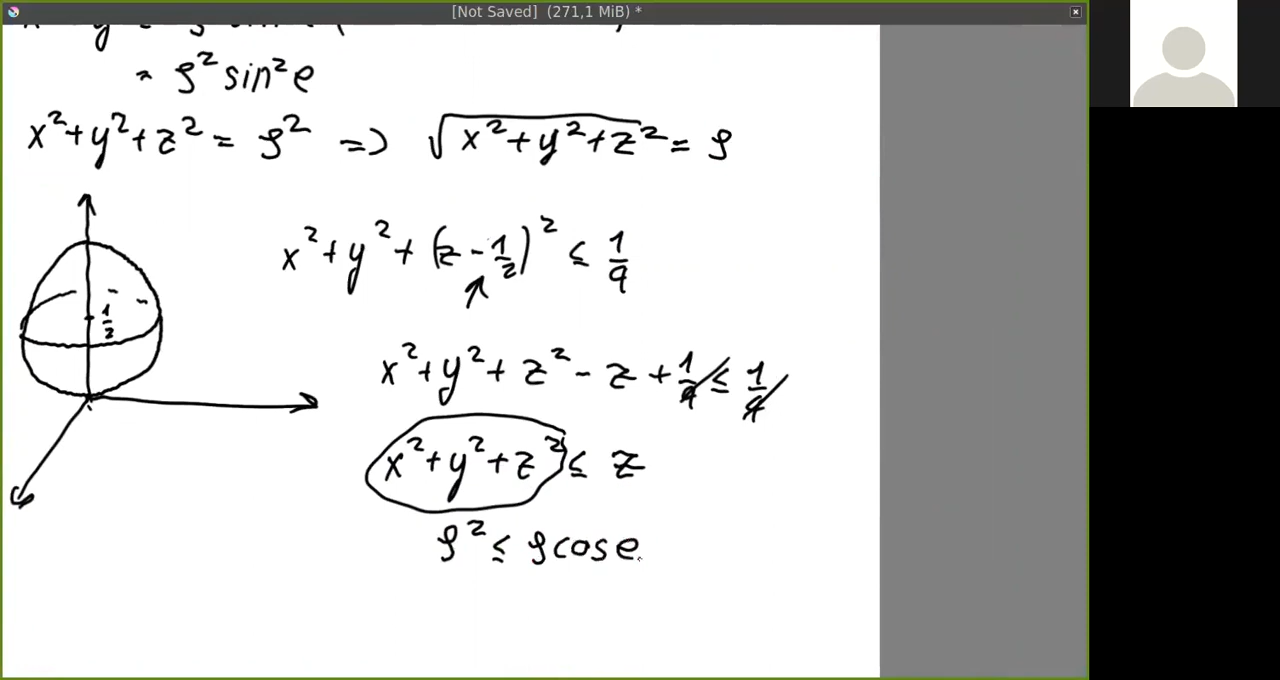 [Not Saved] (271,1 MiB) *
= ρ² sin² θ
x² + y² + z² = ρ² => √(x² + y² + z²) = ρ
x² + y² + (z - 1/2)² ≤ 1/4
1/2
x² + y² + z² - z + 1/4 ≤ 1/4
x² + y² + z² ≤ z
ρ² ≤ ρ cos θ